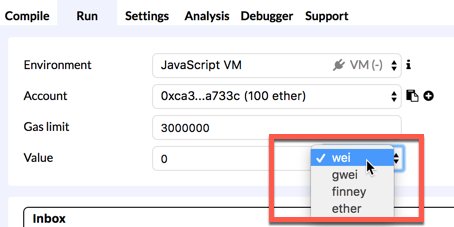 Compile Run Settings Analysis Debugger Support
Environment JavaScript VM VM (-) i
Account 0xca3...a733c (100 ether)
Gas limit 3000000
Value 0 ✓ wei
gwei
finney
ether
Inbox